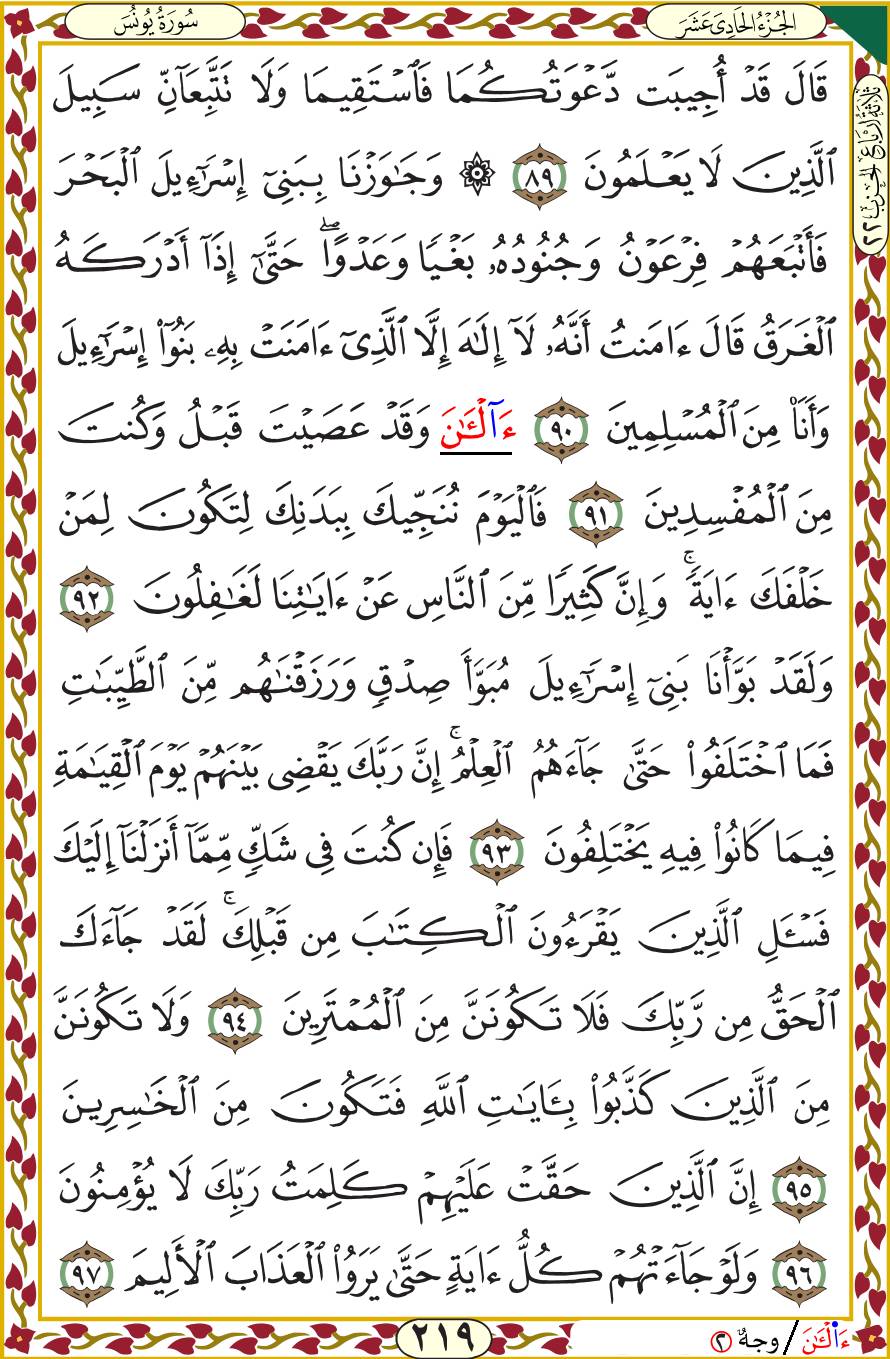 سُورَةُ يُونُسَ
الجُزْءُ الحَادِى عَشَرَ
ثلاثة أرباع الحزب ٢٢
قَالَ قَدۡ أُجِيبَت دَّعۡوَتُكُمَا فَٱسۡتَقِيمَا وَلَا تَتَّبِعَآنِّ سَبِيلَ
ٱلَّذِينَ لَا يَعۡلَمُونَ ٨٩ ۞ وَجَٰوَزۡنَا بِبَنِيٓ إِسۡرَٰٓءِيلَ ٱلۡبَحۡرَ
فَأَتۡبَعَهُمۡ فِرۡعَوۡنُ وَجُنُودُهُۥ بَغۡيٗا وَعَدۡوًاۖ حَتَّىٰٓ إِذَآ أَدۡرَكَهُ
ٱلۡغَرَقُ قَالَ ءَامَنتُ أَنَّهُۥ لَآ إِلَٰهَ إِلَّا ٱلَّذِيٓ ءَامَنَتۡ بِهِۦ بَنُوٓاْ إِسۡرَٰٓءِيلَ
وَأَنَا۠ مِنَ ٱلۡمُسۡلِمِينَ ٩٠ ءَآلۡـَٰٔنَ وَقَدۡ عَصَيۡتَ قَبۡلُ وَكُنتَ
مِنَ ٱلۡمُفۡسِدِينَ ٩١ فَٱلۡيَوۡمَ نُنَجِّيكَ بِبَدَنِكَ لِتَكُونَ لِمَنۡ
خَلۡفَكَ ءَايَةٗۚ وَإِنَّ كَثِيرٗا مِّنَ ٱلنَّاسِ عَنۡ ءَايَٰتِنَا لَغَٰفِلُونَ ٩٢
وَلَقَدۡ بَوَّأۡنَا بَنِيٓ إِسۡرَٰٓءِيلَ مُبَوَّأَ صِدۡقٖ وَرَزَقۡنَٰهُم مِّنَ ٱلطَّيِّبَٰتِ
فَمَا ٱخۡتَلَفُواْ حَتَّىٰ جَآءَهُمُ ٱلۡعِلۡمُۚ إِنَّ رَبَّكَ يَقۡضِي بَيۡنَهُمۡ يَوۡمَ ٱلۡقِيَٰمَةِ
فِيمَا كَانُواْ فِيهِ يَخۡتَلِفُونَ ٩٣ فَإِن كُنتَ فِي شَكّٖ مِّمَّآ أَنزَلۡنَآ إِلَيۡكَ
فَسۡـَٔلِ ٱلَّذِينَ يَقۡرَءُونَ ٱلۡكِتَٰبَ مِن قَبۡلِكَۚ لَقَدۡ جَآءَكَ
ٱلۡحَقُّ مِن رَّبِّكَ فَلَا تَكُونَنَّ مِنَ ٱلۡمُمۡتَرِينَ ٩٤ وَلَا تَكُونَنَّ
مِنَ ٱلَّذِينَ كَذَّبُواْ بِـَٔايَٰتِ ٱللَّهِ فَتَكُونَ مِنَ ٱلۡخَٰسِرِينَ
٩٥ إِنَّ ٱلَّذِينَ حَقَّتۡ عَلَيۡهِمۡ كَلِمَتُ رَبِّكَ لَا يُؤۡمِنُونَ
٩٦ وَلَوۡ جَآءَتۡهُمۡ كُلُّ ءَايَةٍ حَتَّىٰ يَرَوُاْ ٱلۡعَذَابَ ٱلۡأَلِيمَ ٩٧
٢١٩
ءَاْلۡـَٰٔنَ / وجهٌ ٢